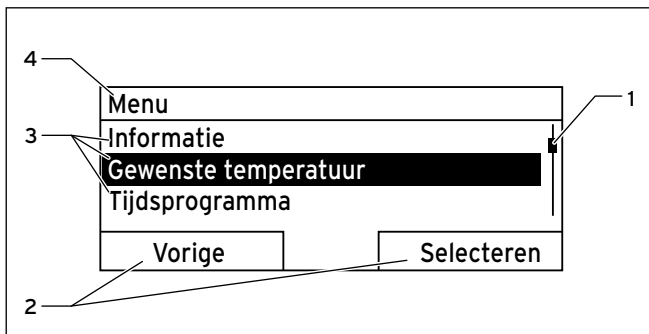 4
Menu
1
3
Informatie
Gewenste temperatuur
Tijdsprogramma
Vorige
Selecteren
2